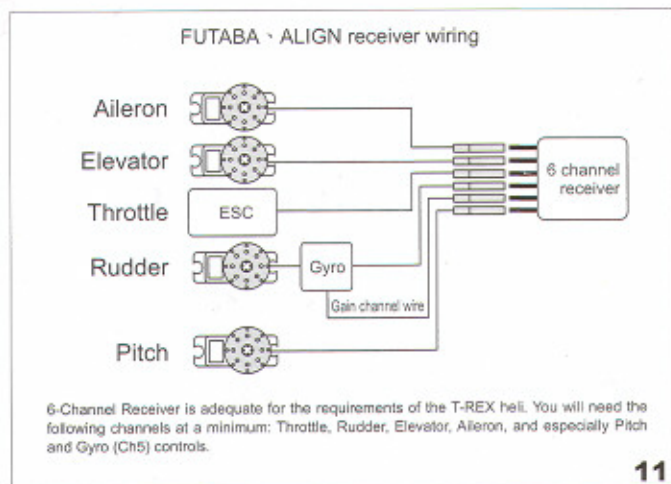 FUTABA、ALIGN receiver wiring
Aileron
Elevator
Throttle
ESC
Rudder
Gyro
Gain channel wire
Pitch
6 channel
receiver
6-Channel Receiver is adequate for the requirements of the T-REX heli. You will need the
following channels at a minimum: Throttle, Rudder, Elevator, Aileron, and especially Pitch
and Gyro (Ch5) controls.
11